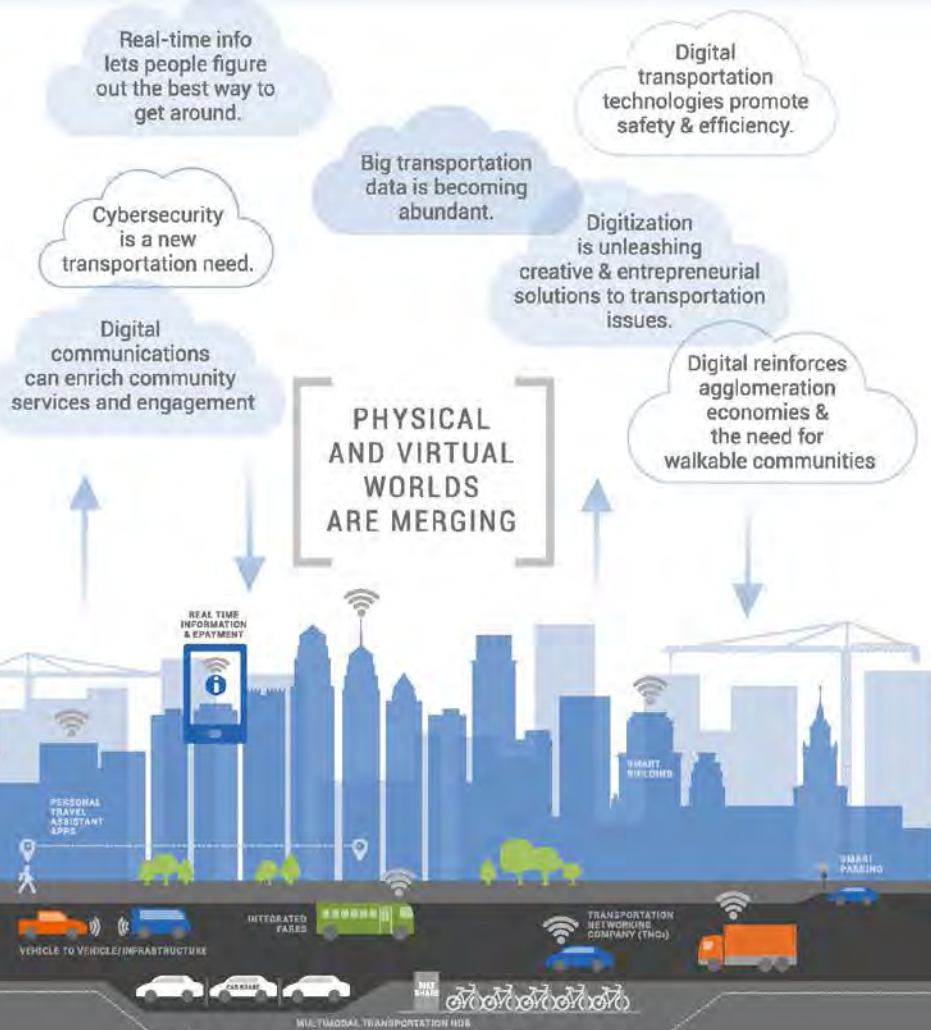 Real-time info
lets people figure
out the best way to
get around.
Digital
transportation
technologies promote
safety & efficiency.
Big transportation
data is becoming
abundant.
Cybersecurity
is a new
transportation need.
Digitization
is unleashing
creative & entrepreneurial
solutions to transportation
issues.
Digital
communications
can enrich community
services and engagement
Digital reinforces
agglomeration
economies &
the need for
walkable communities
PHYSICAL
AND VIRTUAL
WORLDS
ARE MERGING
REAL TIME
INFORMATION
& EPAYMENT
i
SMART
BUILDING
PERSONAL
TRAVEL
ASSISTANT
APPS
SMART
PARKING
INTEGRATED
FARES
TRANSPORTATION
NETWORKING
COMPANY (TNCs)
VEHICLE TO VEHICLE/INFRASTRUCTURE
CAR SHARE
BIKE
SHARE
MULTIMODAL TRANSPORTATION HUB